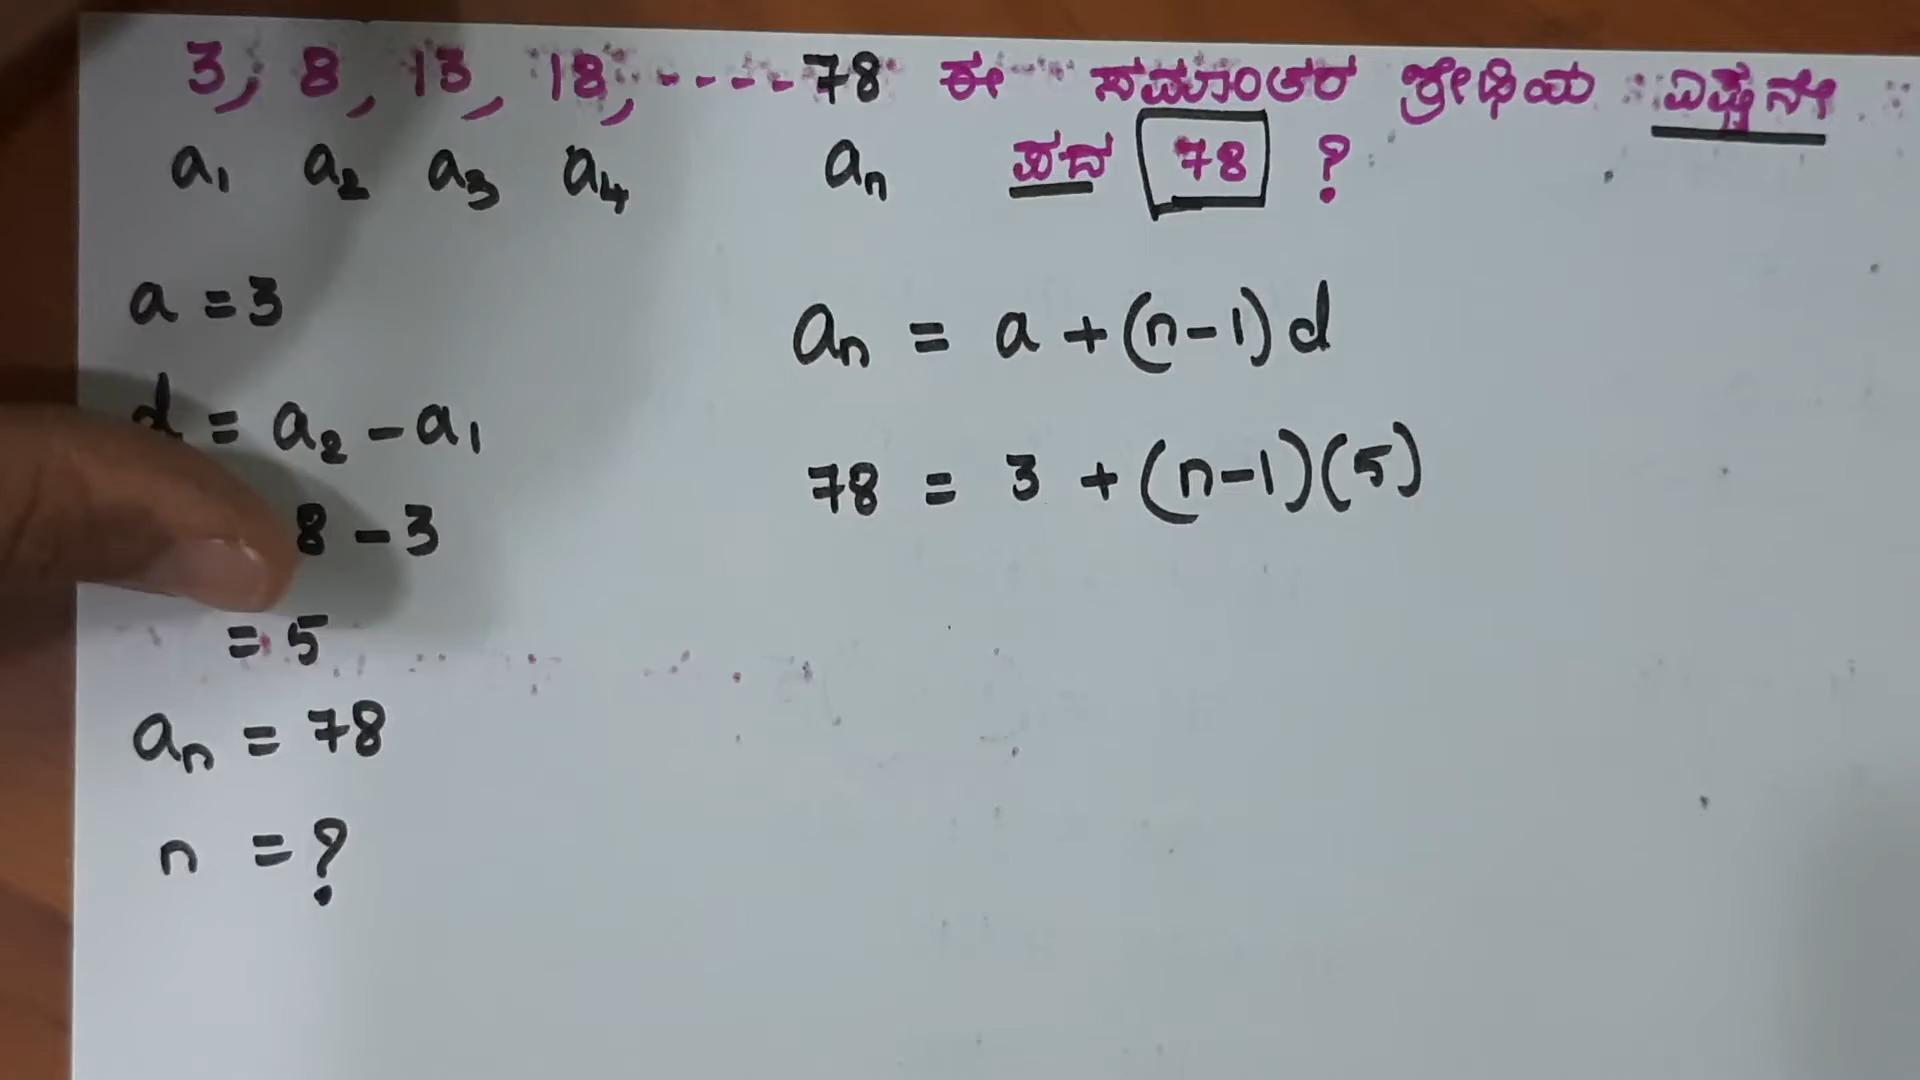 3, 8, 13, 18, ----- 78 ಈ ಸಮಾಂತರ ಶ್ರೇಢಿಯ ಎಷ್ಟನೇ
a₁ a₂ a₃ a₄ aₙ ಪದ 78 ?
a = 3
d = a₂ - a₁
8 - 3
= 5
aₙ = 78
n = ?
aₙ = a + (n-1) d
78 = 3 + (n-1)(5)